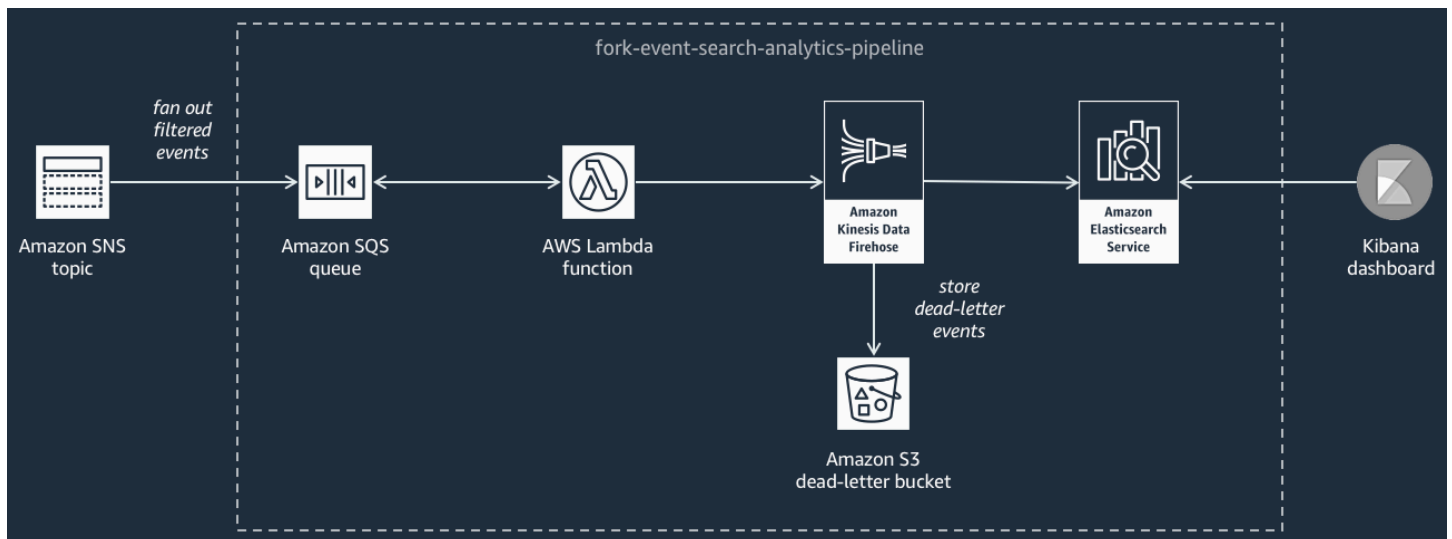 fork-event-search-analytics-pipeline
fan out
filtered
events
Amazon SNS
topic
Amazon SQS
queue
AWS Lambda
function
Amazon
Kinesis Data
Firehose
Amazon
Elasticsearch
Service
Kibana
dashboard
store
dead-letter
events
Amazon S3
dead-letter bucket